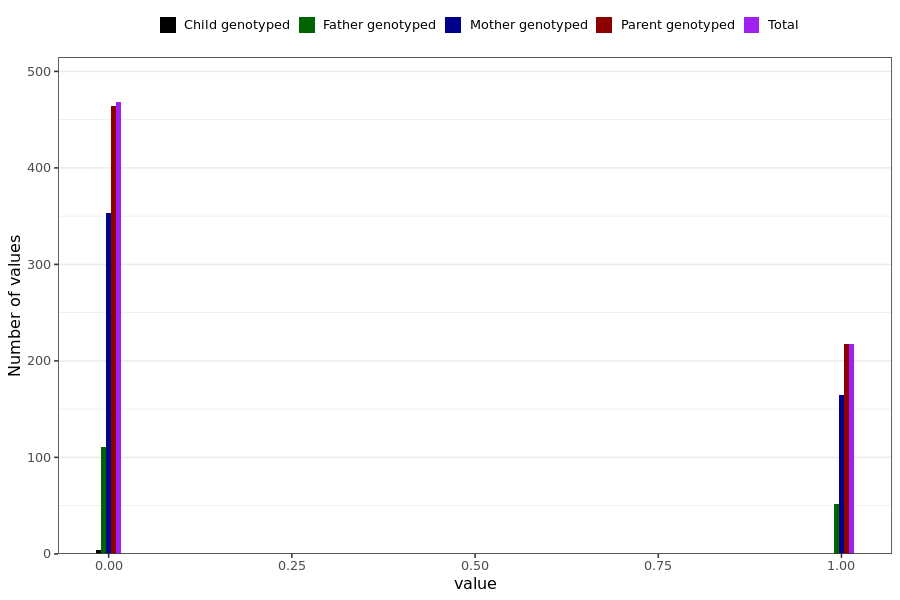 Child genotyped Father genotyped Mother genotyped Parent genotyped Total
500
400
300
200
100
0
Number of values
0.00 0.25 0.50 0.75 1.00
value